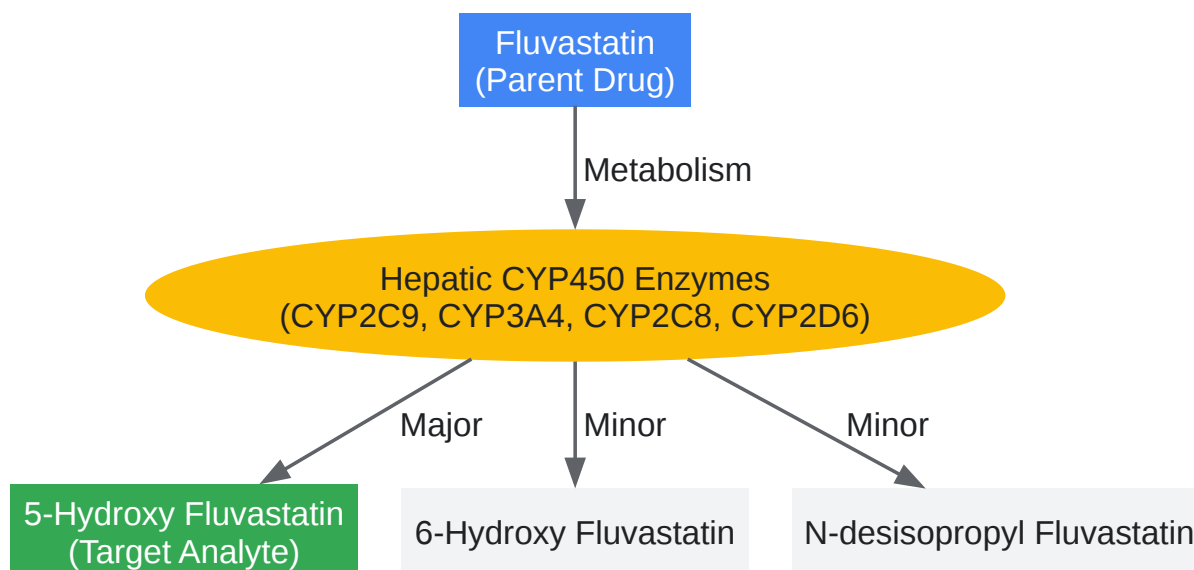 Fluvastatin
(Parent Drug)
Metabolism
Hepatic CYP450 Enzymes
(CYP2C9, CYP3A4, CYP2C8, CYP2D6)
Major
Minor
Minor
5-Hydroxy Fluvastatin
(Target Analyte)
6-Hydroxy Fluvastatin
N-desisopropyl Fluvastatin